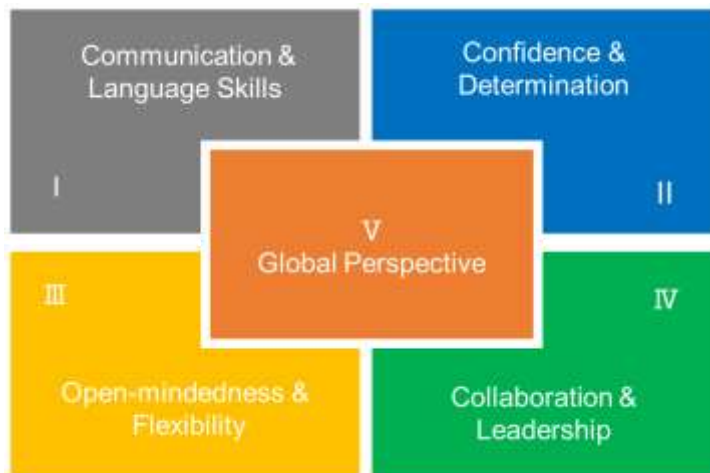 Communication &
Language Skills
I
Confidence &
Determination
II
V
Global Perspective
III
Open-mindedness &
Flexibility
IV
Collaboration &
Leadership